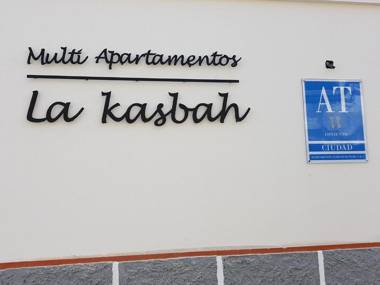 Multi Apartamentos
La kasbah
AT
CIUDAD